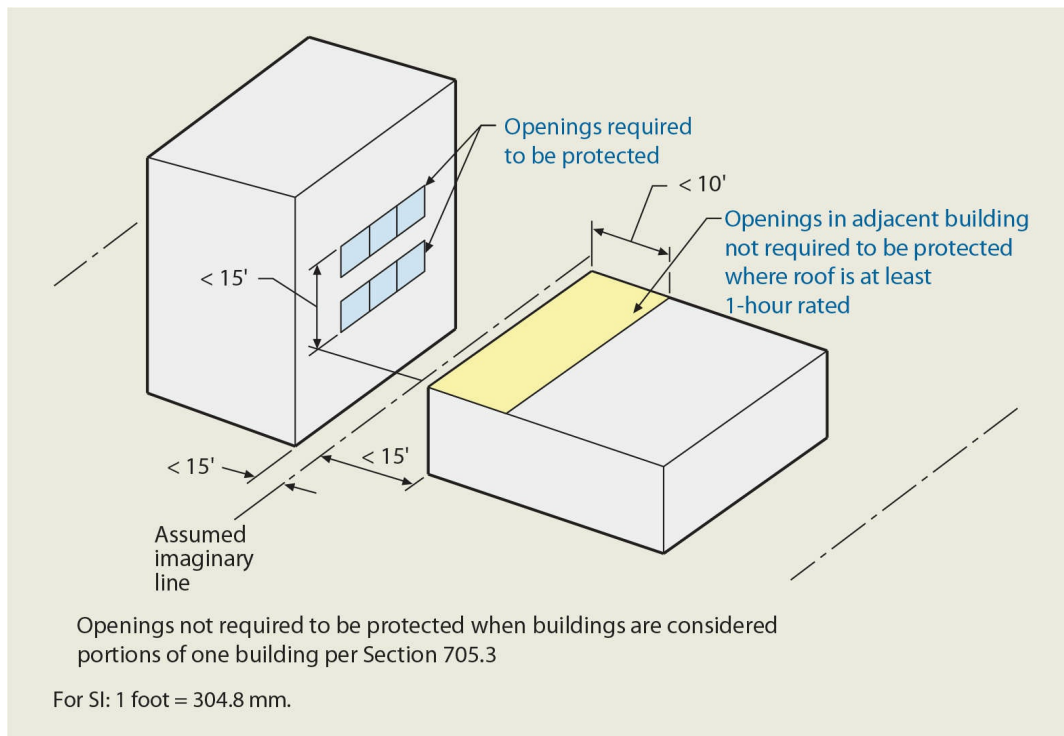 Openings required
to be protected
< 10'
Openings in adjacent building
not required to be protected
where roof is at least
1-hour rated
< 15'
< 15'
< 15'
Assumed
imaginary
line
Openings not required to be protected when buildings are considered
portions of one building per Section 705.3
For SI: 1 foot = 304.8 mm.